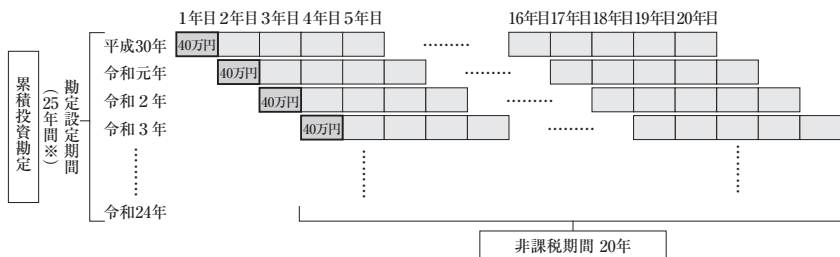 1年目2年目3年目4年目5年目 16年目17年目18年目19年目20年目
平成30年 40万円 ………
令和元年 40万円 ………
令和2年 40万円 ………
令和3年 40万円 ………
令和24年
累積投資勘定
勘定設定期間
(25年間※)
非課税期間 20年